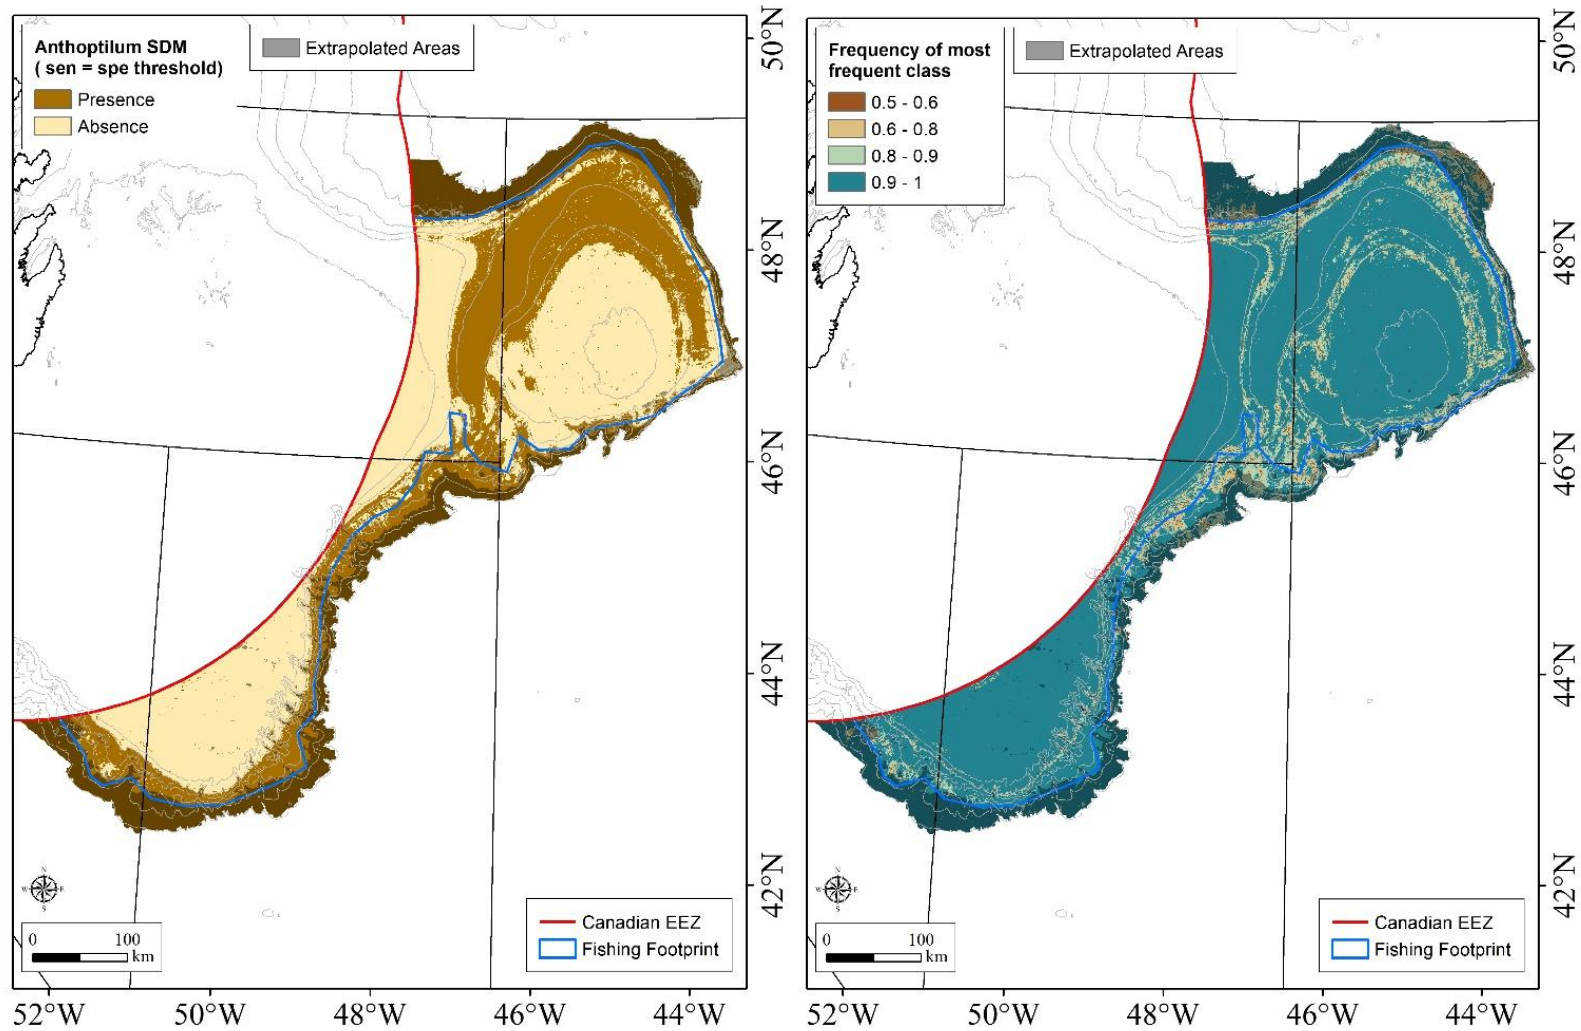 Anthoptilum SDM
( sen = spe threshold)
Presence
Absence
Extrapolated Areas
50°N
48°N
46°N
44°N
42°N
N
W
E
S
0 100
km
Canadian EEZ
Fishing Footprint
52°W 50°W 48°W 46°W 44°W
Frequency of most
frequent class
0.5 - 0.6
0.6 - 0.8
0.8 - 0.9
0.9 - 1
Extrapolated Areas
50°N
48°N
46°N
44°N
42°N
N
W
E
S
0 100
km
Canadian EEZ
Fishing Footprint
52°W 50°W 48°W 46°W 44°W